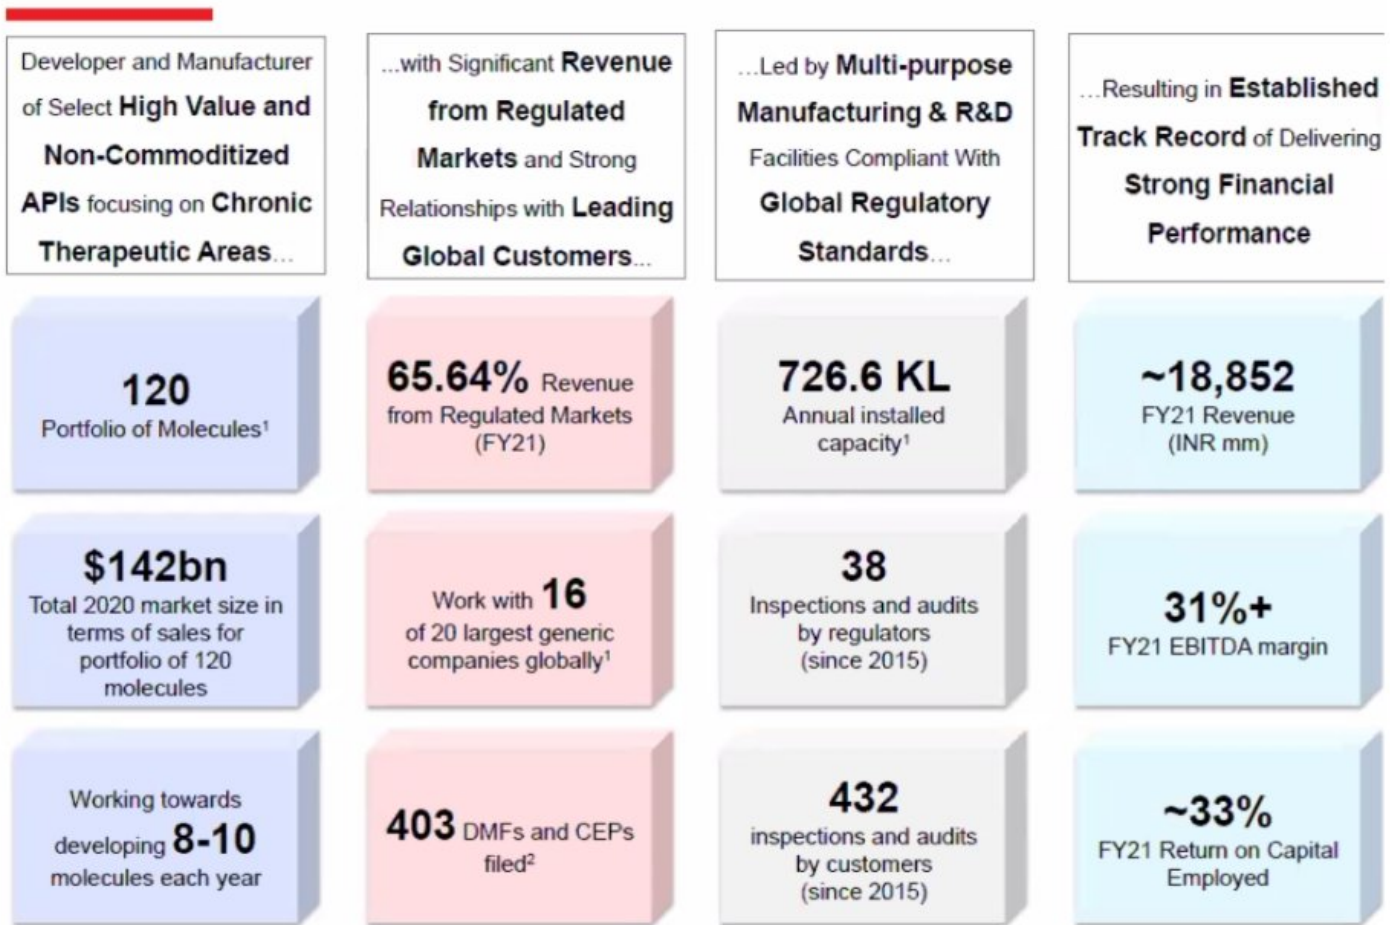 Developer and Manufacturer
of Select High Value and
Non-Commoditized
APIs focusing on Chronic
Therapeutic Areas...
...with Significant Revenue
from Regulated
Markets and Strong
Relationships with Leading
Global Customers...
...Led by Multi-purpose
Manufacturing & R&D
Facilities Compliant With
Global Regulatory
Standards...
...Resulting in Established
Track Record of Delivering
Strong Financial
Performance
120
Portfolio of Molecules¹
65.64% Revenue
from Regulated Markets
(FY21)
726.6 KL
Annual installed
capacity¹
~18,852
FY21 Revenue
(INR mm)
$142bn
Total 2020 market size in
terms of sales for
portfolio of 120
molecules
Work with 16
of 20 largest generic
companies globally¹
38
Inspections and audits
by regulators
(since 2015)
31%+
FY21 EBITDA margin
Working towards
developing 8-10
molecules each year
403 DMFs and CEPs
filed²
432
inspections and audits
by customers
(since 2015)
~33%
FY21 Return on Capital
Employed